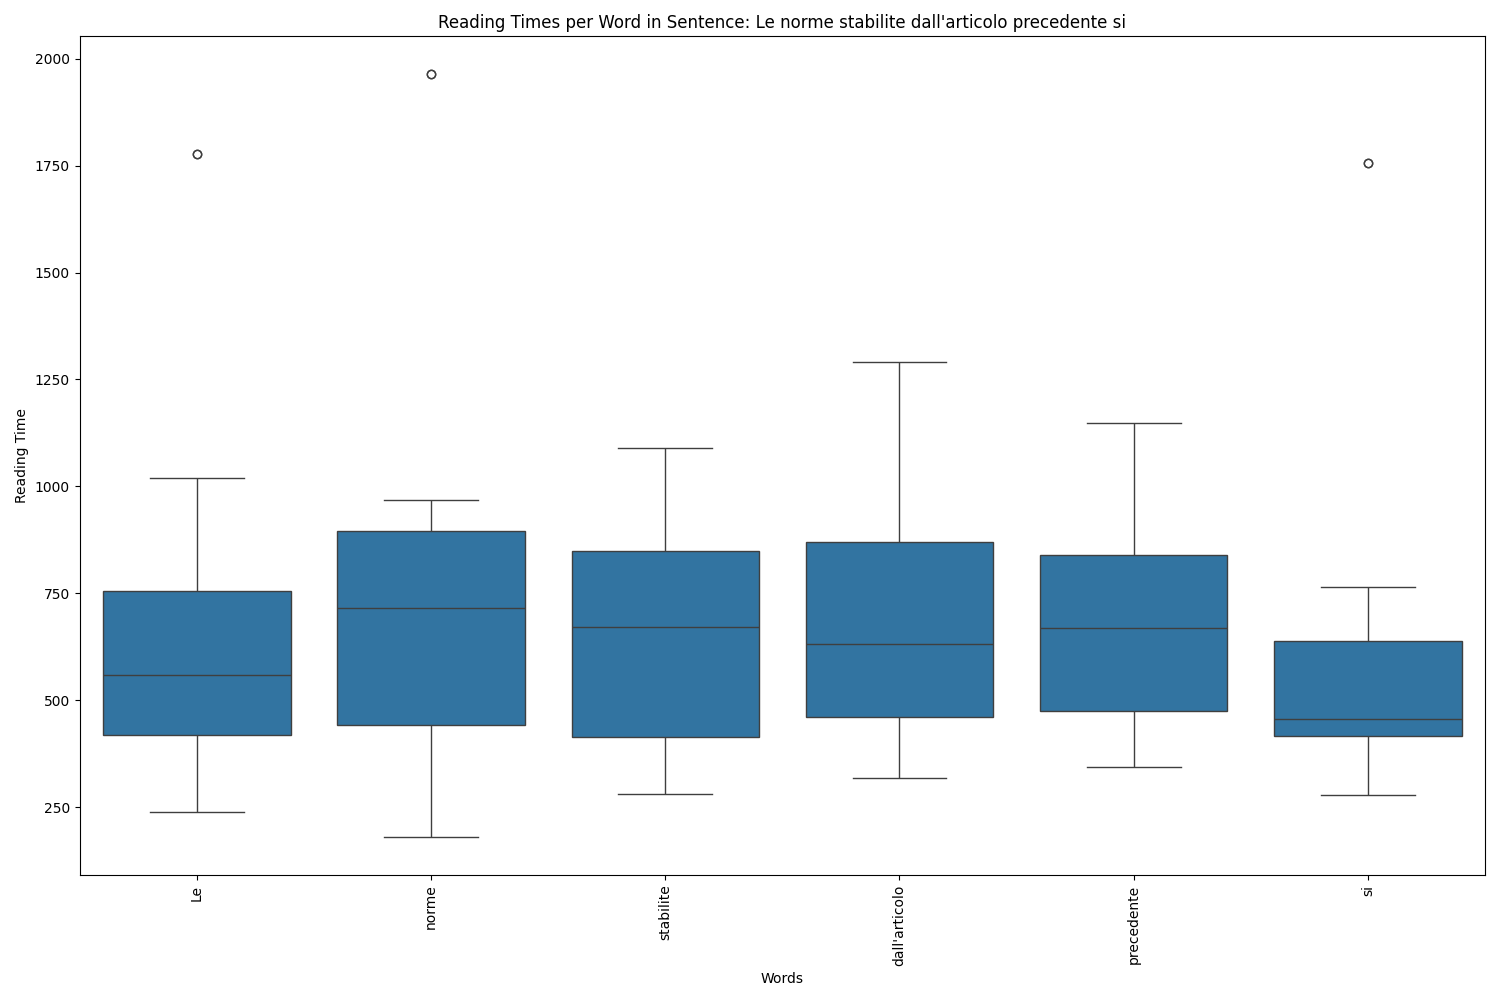 Reading Times per Word in Sentence: Le norme stabilite dall'articolo precedente si
2000
1750
1500
1250
1000
750
500
250
Reading Time
Le
norme
stabilite
dall'articolo
precedente
si
Words